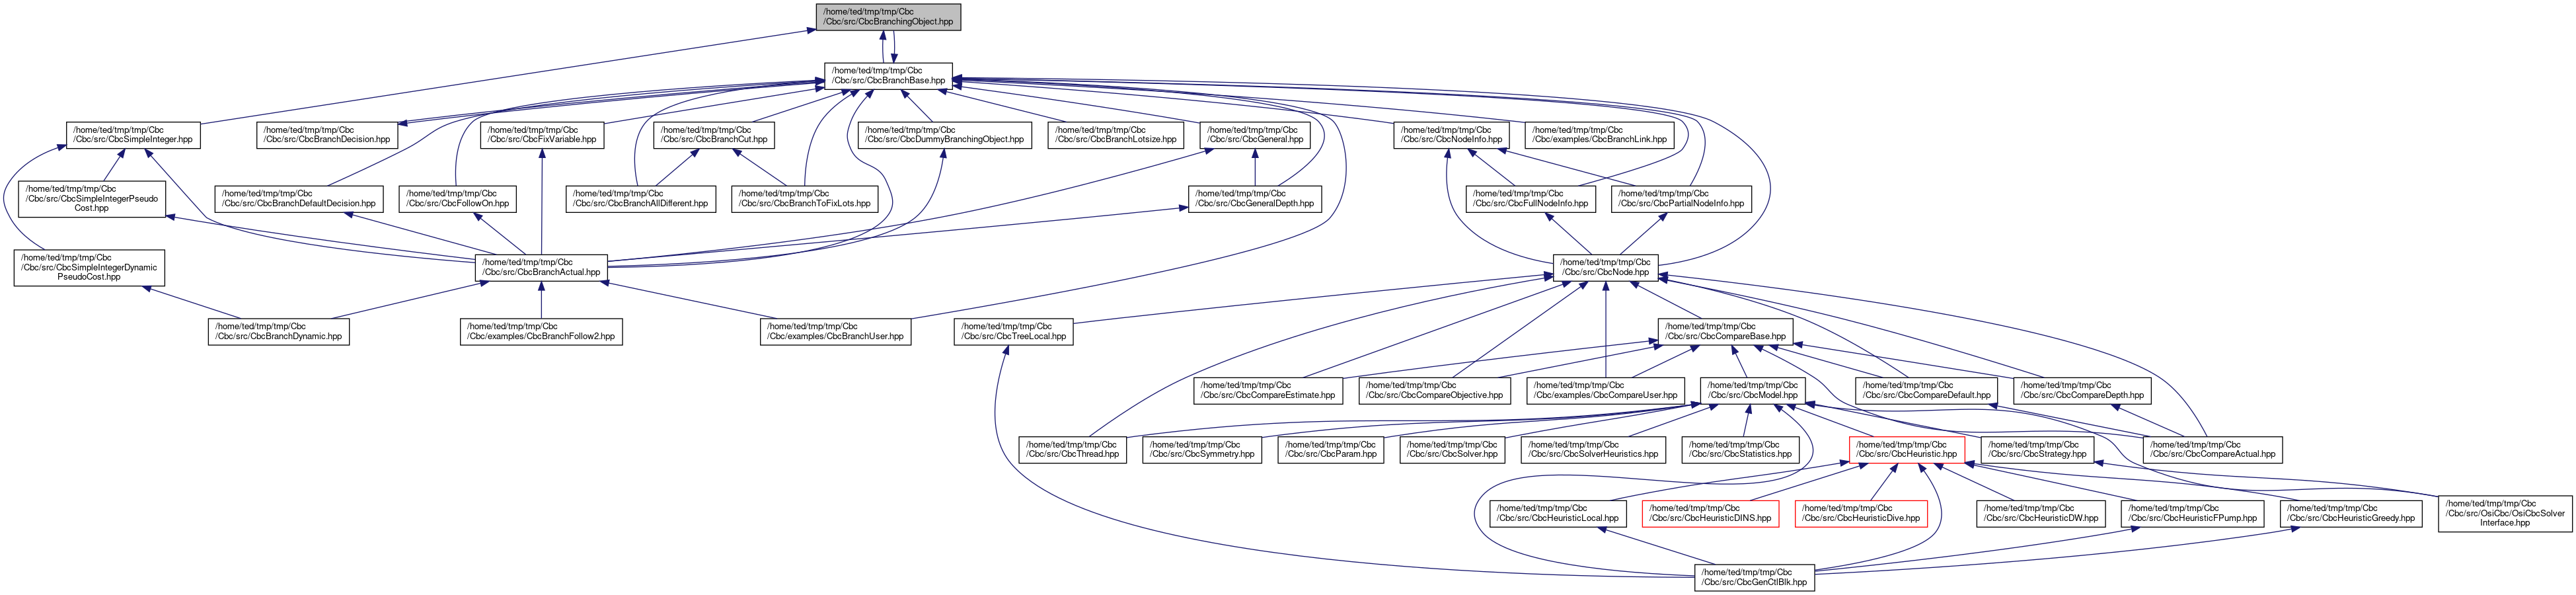 /home/ted/tmp/tmp/Cbc
/Cbc/src/CbcBranchingObject.hpp
/home/ted/tmp/tmp/Cbc
/Cbc/src/CbcBranchBase.hpp
/home/ted/tmp/tmp/Cbc
/Cbc/src/CbcSimpleInteger.hpp
/home/ted/tmp/tmp/Cbc
/Cbc/src/CbcBranchDecision.hpp
/home/ted/tmp/tmp/Cbc
/Cbc/src/CbcFixVariable.hpp
/home/ted/tmp/tmp/Cbc
/Cbc/src/CbcBranchCut.hpp
/home/ted/tmp/tmp/Cbc
/Cbc/src/CbcDummyBranchingObject.hpp
/home/ted/tmp/tmp/Cbc
/Cbc/src/CbcBranchLotsize.hpp
/home/ted/tmp/tmp/Cbc
/Cbc/src/CbcGeneral.hpp
/home/ted/tmp/tmp/Cbc
/Cbc/src/CbcNodeInfo.hpp
/home/ted/tmp/tmp/Cbc
/Cbc/examples/CbcBranchLink.hpp
/home/ted/tmp/tmp/Cbc
/Cbc/src/CbcSimpleIntegerPseudo
Cost.hpp
/home/ted/tmp/tmp/Cbc
/Cbc/src/CbcBranchDefaultDecision.hpp
/home/ted/tmp/tmp/Cbc
/Cbc/src/CbcFollowOn.hpp
/home/ted/tmp/tmp/Cbc
/Cbc/src/CbcBranchAllDifferent.hpp
/home/ted/tmp/tmp/Cbc
/Cbc/src/CbcBranchToFixLots.hpp
/home/ted/tmp/tmp/Cbc
/Cbc/src/CbcGeneralDepth.hpp
/home/ted/tmp/tmp/Cbc
/Cbc/src/CbcFullNodeInfo.hpp
/home/ted/tmp/tmp/Cbc
/Cbc/src/CbcPartialNodeInfo.hpp
/home/ted/tmp/tmp/Cbc
/Cbc/src/CbcSimpleIntegerDynamic
PseudoCost.hpp
/home/ted/tmp/tmp/Cbc
/Cbc/src/CbcBranchActual.hpp
/home/ted/tmp/tmp/Cbc
/Cbc/src/CbcNode.hpp
/home/ted/tmp/tmp/Cbc
/Cbc/src/CbcBranchDynamic.hpp
/home/ted/tmp/tmp/Cbc
/Cbc/examples/CbcBranchFollow2.hpp
/home/ted/tmp/tmp/Cbc
/Cbc/examples/CbcBranchUser.hpp
/home/ted/tmp/tmp/Cbc
/Cbc/src/CbcTreeLocal.hpp
/home/ted/tmp/tmp/Cbc
/Cbc/src/CbcCompareBase.hpp
/home/ted/tmp/tmp/Cbc
/Cbc/src/CbcCompareEstimate.hpp
/home/ted/tmp/tmp/Cbc
/Cbc/src/CbcCompareObjective.hpp
/home/ted/tmp/tmp/Cbc
/Cbc/examples/CbcCompareUser.hpp
/home/ted/tmp/tmp/Cbc
/Cbc/src/CbcModel.hpp
/home/ted/tmp/tmp/Cbc
/Cbc/src/CbcCompareDefault.hpp
/home/ted/tmp/tmp/Cbc
/Cbc/src/CbcCompareDepth.hpp
/home/ted/tmp/tmp/Cbc
/Cbc/src/CbcThread.hpp
/home/ted/tmp/tmp/Cbc
/Cbc/src/CbcSymmetry.hpp
/home/ted/tmp/tmp/Cbc
/Cbc/src/CbcParam.hpp
/home/ted/tmp/tmp/Cbc
/Cbc/src/CbcSolver.hpp
/home/ted/tmp/tmp/Cbc
/Cbc/src/CbcSolverHeuristics.hpp
/home/ted/tmp/tmp/Cbc
/Cbc/src/CbcStatistics.hpp
/home/ted/tmp/tmp/Cbc
/Cbc/src/CbcHeuristic.hpp
/home/ted/tmp/tmp/Cbc
/Cbc/src/CbcStrategy.hpp
/home/ted/tmp/tmp/Cbc
/Cbc/src/CbcCompareActual.hpp
/home/ted/tmp/tmp/Cbc
/Cbc/src/CbcHeuristicLocal.hpp
/home/ted/tmp/tmp/Cbc
/Cbc/src/CbcHeuristicDINS.hpp
/home/ted/tmp/tmp/Cbc
/Cbc/src/CbcHeuristicDive.hpp
/home/ted/tmp/tmp/Cbc
/Cbc/src/CbcHeuristicDW.hpp
/home/ted/tmp/tmp/Cbc
/Cbc/src/CbcHeuristicFPump.hpp
/home/ted/tmp/tmp/Cbc
/Cbc/src/CbcHeuristicGreedy.hpp
/home/ted/tmp/tmp/Cbc
/Cbc/src/OsiCbc/OsiCbcSolver
Interface.hpp
/home/ted/tmp/tmp/Cbc
/Cbc/src/CbcGenCtlBlk.hpp